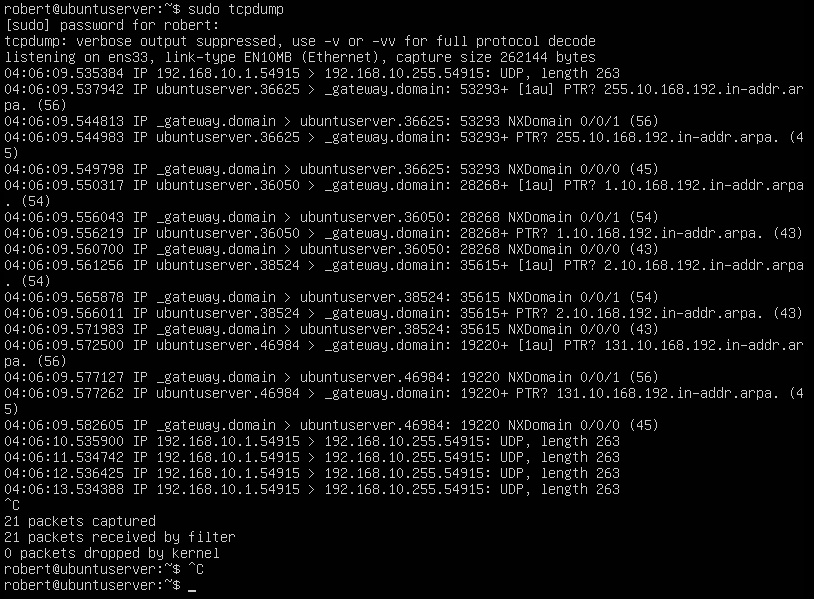 robert@ubuntuserver:~$ sudo tcpdump
[sudo] password for robert:
tcpdump: verbose output suppressed, use -v or -vv for full protocol decode
listening on ens33, link-type EN10MB (Ethernet), capture size 262144 bytes
04:06:09.535384 IP 192.168.10.1.54915 > 192.168.10.255.54915: UDP, length 263
04:06:09.537942 IP ubuntuserver.36625 > _gateway.domain: 53293+ [1au] PTR? 255.10.168.192.in-addr.ar
pa. (56)
04:06:09.544813 IP _gateway.domain > ubuntuserver.36625: 53293 NXDomain 0/0/1 (56)
04:06:09.544983 IP ubuntuserver.36625 > _gateway.domain: 53293+ PTR? 255.10.168.192.in-addr.arpa. (4
5)
04:06:09.549798 IP _gateway.domain > ubuntuserver.36625: 53293 NXDomain 0/0/0 (45)
04:06:09.550317 IP ubuntuserver.36050 > _gateway.domain: 28268+ [1au] PTR? 1.10.168.192.in-addr.arpa
. (54)
04:06:09.556043 IP _gateway.domain > ubuntuserver.36050: 28268 NXDomain 0/0/1 (54)
04:06:09.556219 IP ubuntuserver.36050 > _gateway.domain: 28268+ PTR? 1.10.168.192.in-addr.arpa. (43)
04:06:09.560700 IP _gateway.domain > ubuntuserver.36050: 28268 NXDomain 0/0/0 (43)
04:06:09.561256 IP ubuntuserver.38524 > _gateway.domain: 35615+ [1au] PTR? 2.10.168.192.in-addr.arpa
. (54)
04:06:09.565878 IP _gateway.domain > ubuntuserver.38524: 35615 NXDomain 0/0/1 (54)
04:06:09.566011 IP ubuntuserver.38524 > _gateway.domain: 35615+ PTR? 2.10.168.192.in-addr.arpa. (43)
04:06:09.571983 IP _gateway.domain > ubuntuserver.38524: 35615 NXDomain 0/0/0 (43)
04:06:09.572500 IP ubuntuserver.46984 > _gateway.domain: 19220+ [1au] PTR? 131.10.168.192.in-addr.ar
pa. (56)
04:06:09.577127 IP _gateway.domain > ubuntuserver.46984: 19220 NXDomain 0/0/1 (56)
04:06:09.577262 IP ubuntuserver.46984 > _gateway.domain: 19220+ PTR? 131.10.168.192.in-addr.arpa. (4
5)
04:06:09.582605 IP _gateway.domain > ubuntuserver.46984: 19220 NXDomain 0/0/0 (45)
04:06:10.535900 IP 192.168.10.1.54915 > 192.168.10.255.54915: UDP, length 263
04:06:11.534742 IP 192.168.10.1.54915 > 192.168.10.255.54915: UDP, length 263
04:06:12.536425 IP 192.168.10.1.54915 > 192.168.10.255.54915: UDP, length 263
04:06:13.534388 IP 192.168.10.1.54915 > 192.168.10.255.54915: UDP, length 263
^C
21 packets captured
21 packets received by filter
0 packets dropped by kernel
robert@ubuntuserver:~$ ^C
robert@ubuntuserver:~$ _